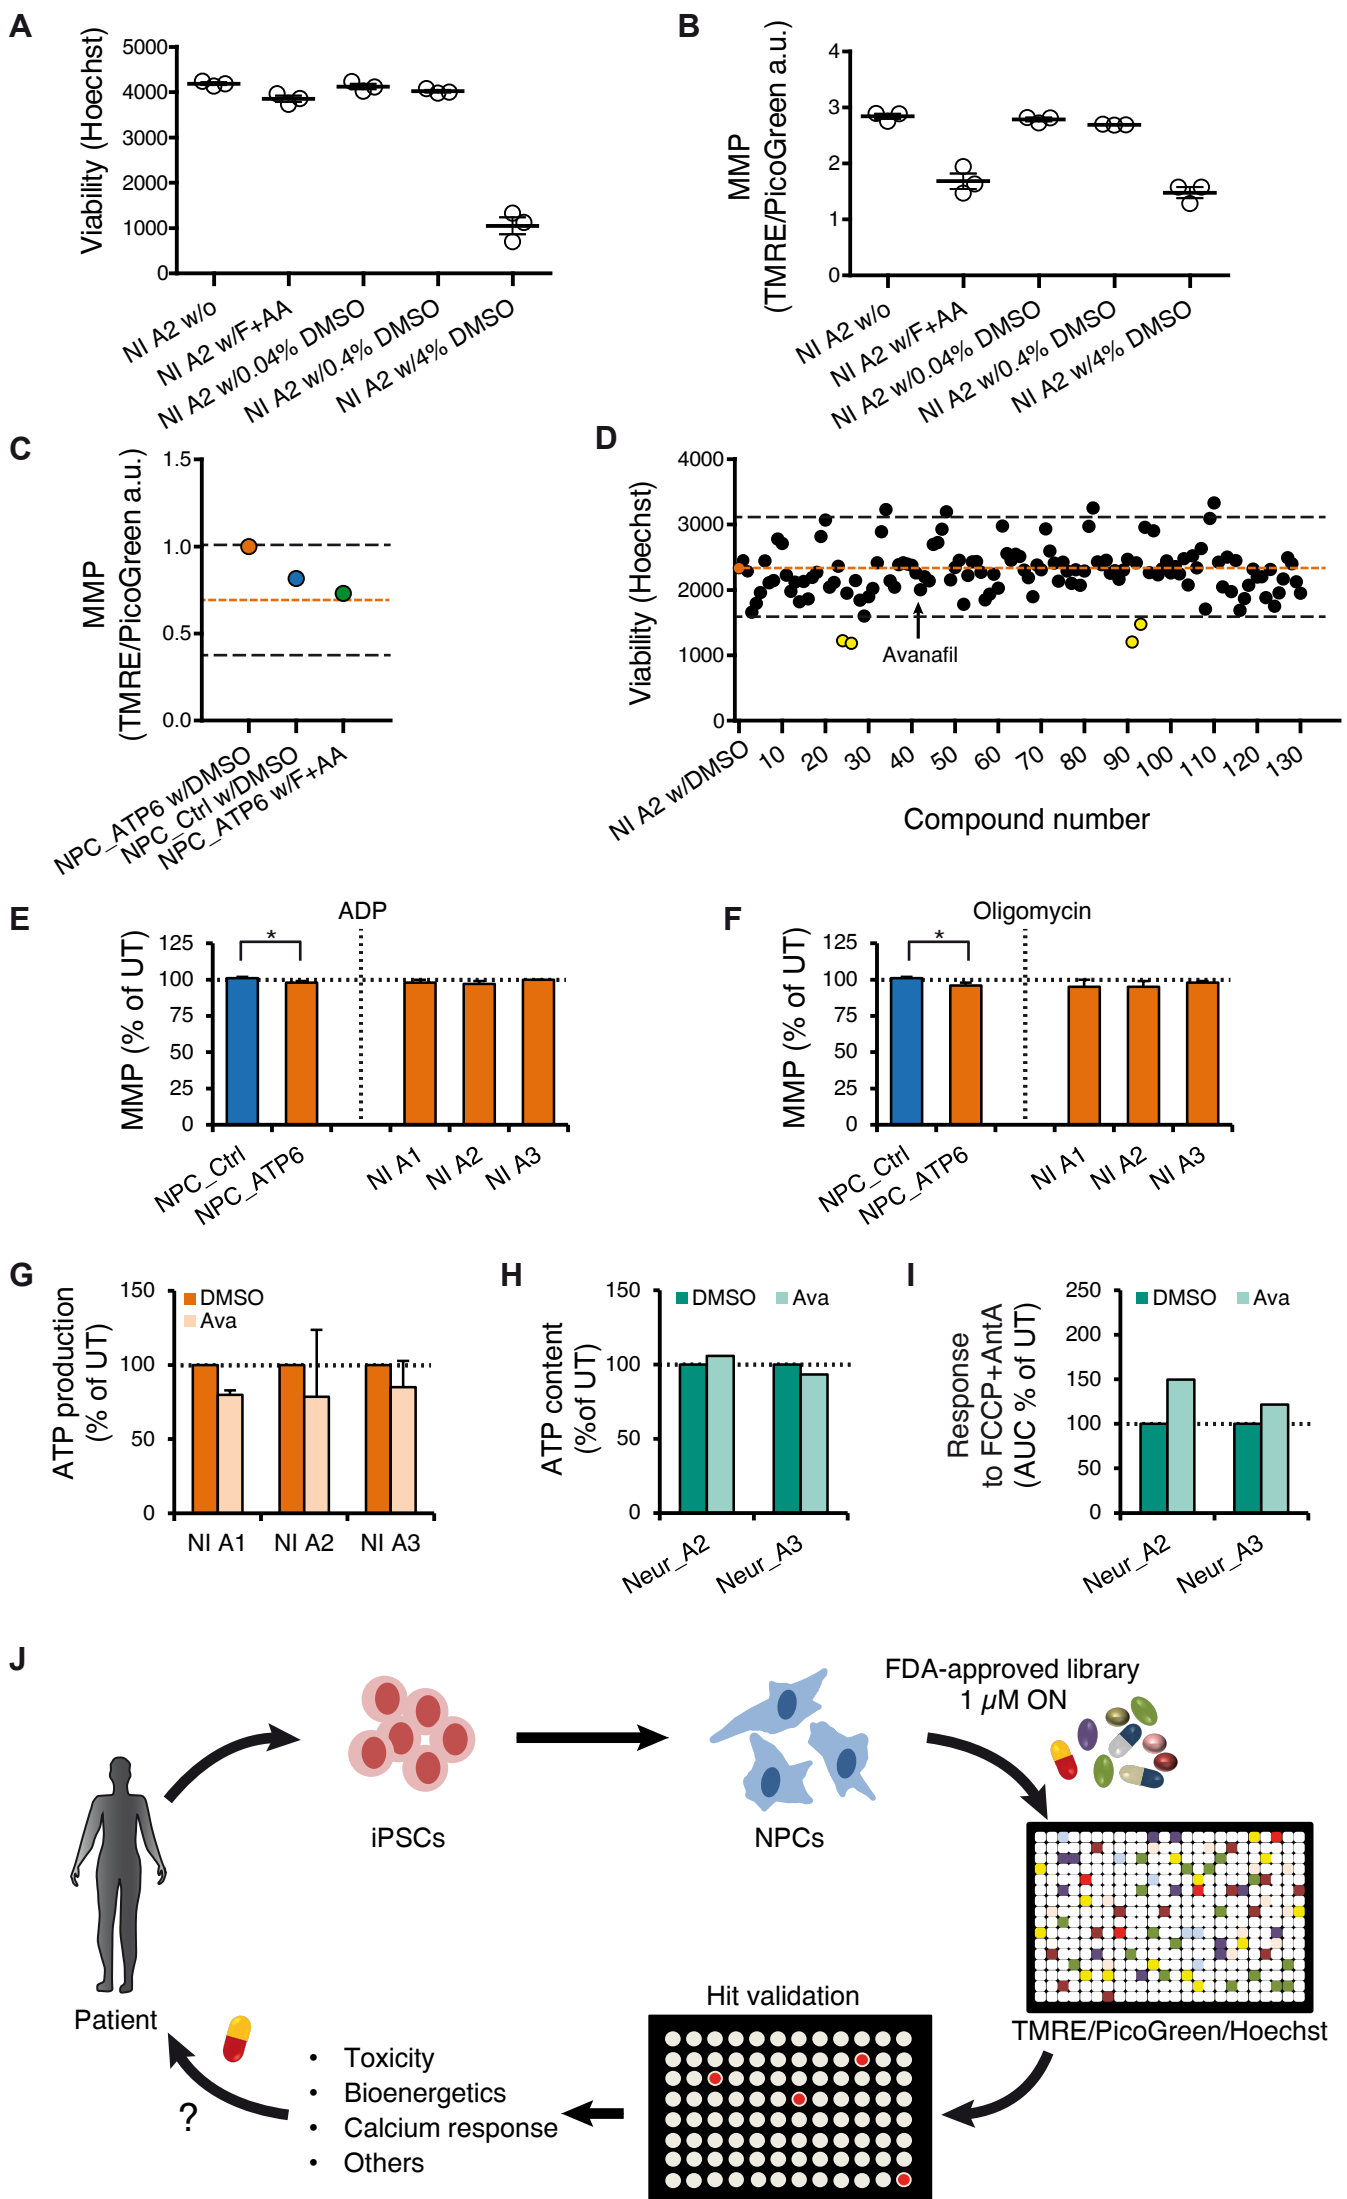 A
Viability (Hoechst)
5000
4000
3000
2000
1000
0
NI A2 w/o
NI A2 w/F+AA
NI A2 w/0.04% DMSO
NI A2 w/0.4% DMSO
NI A2 w/4% DMSO
B
MMP
(TMRE/PicoGreen a.u.)
4
3
2
1
0
NI A2 w/o
NI A2 w/F+AA
NI A2 w/0.04% DMSO
NI A2 w/0.4% DMSO
NI A2 w/4% DMSO
C
MMP
(TMRE/PicoGreen a.u.)
1.5
1.0
0.5
0.0
NPC_ATP6 w/DMSO
NPC_Ctrl w/DMSO
NPC_ATP6 w/F+AA
D
Viability (Hoechst)
4000
3000
2000
1000
0
Avanafil
NI A2 w/DMSO
10
20
30
40
50
60
70
80
90
100
110
120
130
Compound number
E
ADP
MMP (% of UT)
125
100
75
50
25
0
*
NPC_Ctrl
NPC_ATP6
NI A1
NI A2
NI A3
F
Oligomycin
MMP (% of UT)
125
100
75
50
25
0
*
NPC_Ctrl
NPC_ATP6
NI A1
NI A2
NI A3
G
ATP production
(% of UT)
150
100
50
0
DMSO
Ava
NI A1
NI A2
NI A3
H
ATP content
(%of UT)
150
100
50
0
DMSO Ava
Neur_A2
Neur_A3
I
Response
to FCCP+AntA
(AUC % of UT)
250
200
150
100
50
0
DMSO Ava
Neur_A2
Neur_A3
J
FDA-approved library
1 µM ON
iPSCs
NPCs
Patient
TMRE/PicoGreen/Hoechst
Hit validation
• Toxicity
• Bioenergetics
• Calcium response
• Others
?